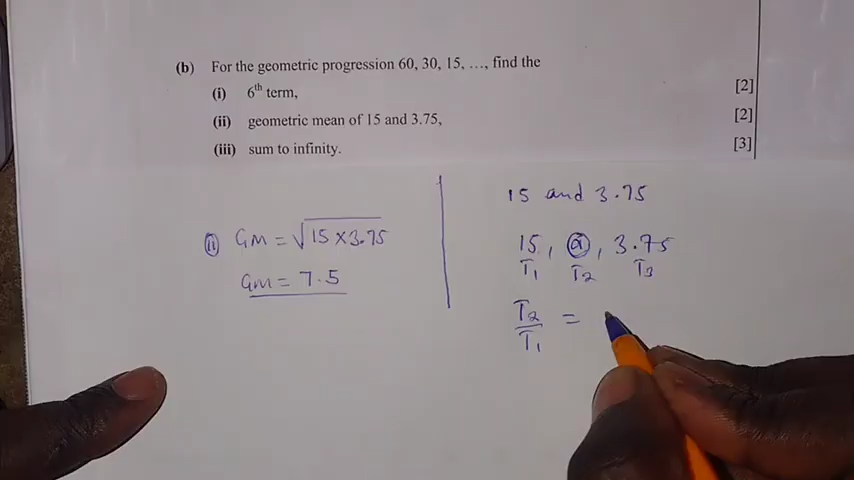 (b) For the geometric progression 60, 30, 15, ..., find the
(i) 6th term, [2]
(ii) geometric mean of 15 and 3.75, [2]
(iii) sum to infinity. [3]
(ii) GM = √15 × 3.75
GM = 7.5
15 and 3.75
15, a, 3.75
T1 T2 T3
T2/T1 =